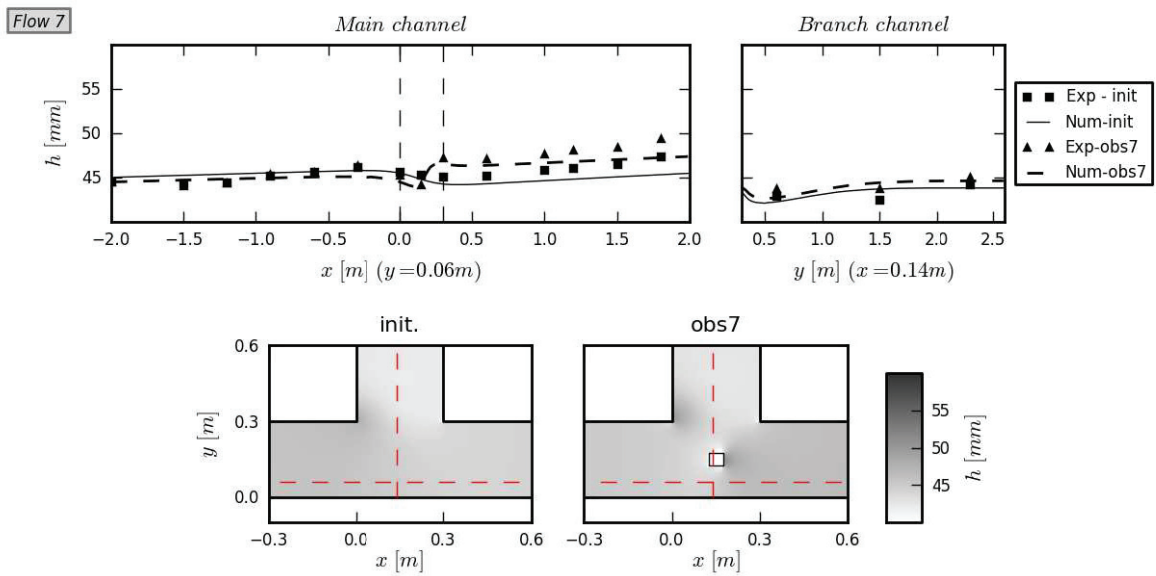 Flow 7
Main channel
Branch channel
55
50
45
h [mm]
−2.0 −1.5 −1.0 −0.5 0.0 0.5 1.0 1.5 2.0
x [m] (y=0.06m)
0.5 1.0 1.5 2.0 2.5
y [m] (x=0.14m)
Exp - init
Num-init
Exp-obs7
Num-obs7
init.
obs7
0.6
0.3
0.0
y [m]
−0.3 0.0 0.3 0.6
x [m]
−0.3 0.0 0.3 0.6
x [m]
55
50
45
h [mm]